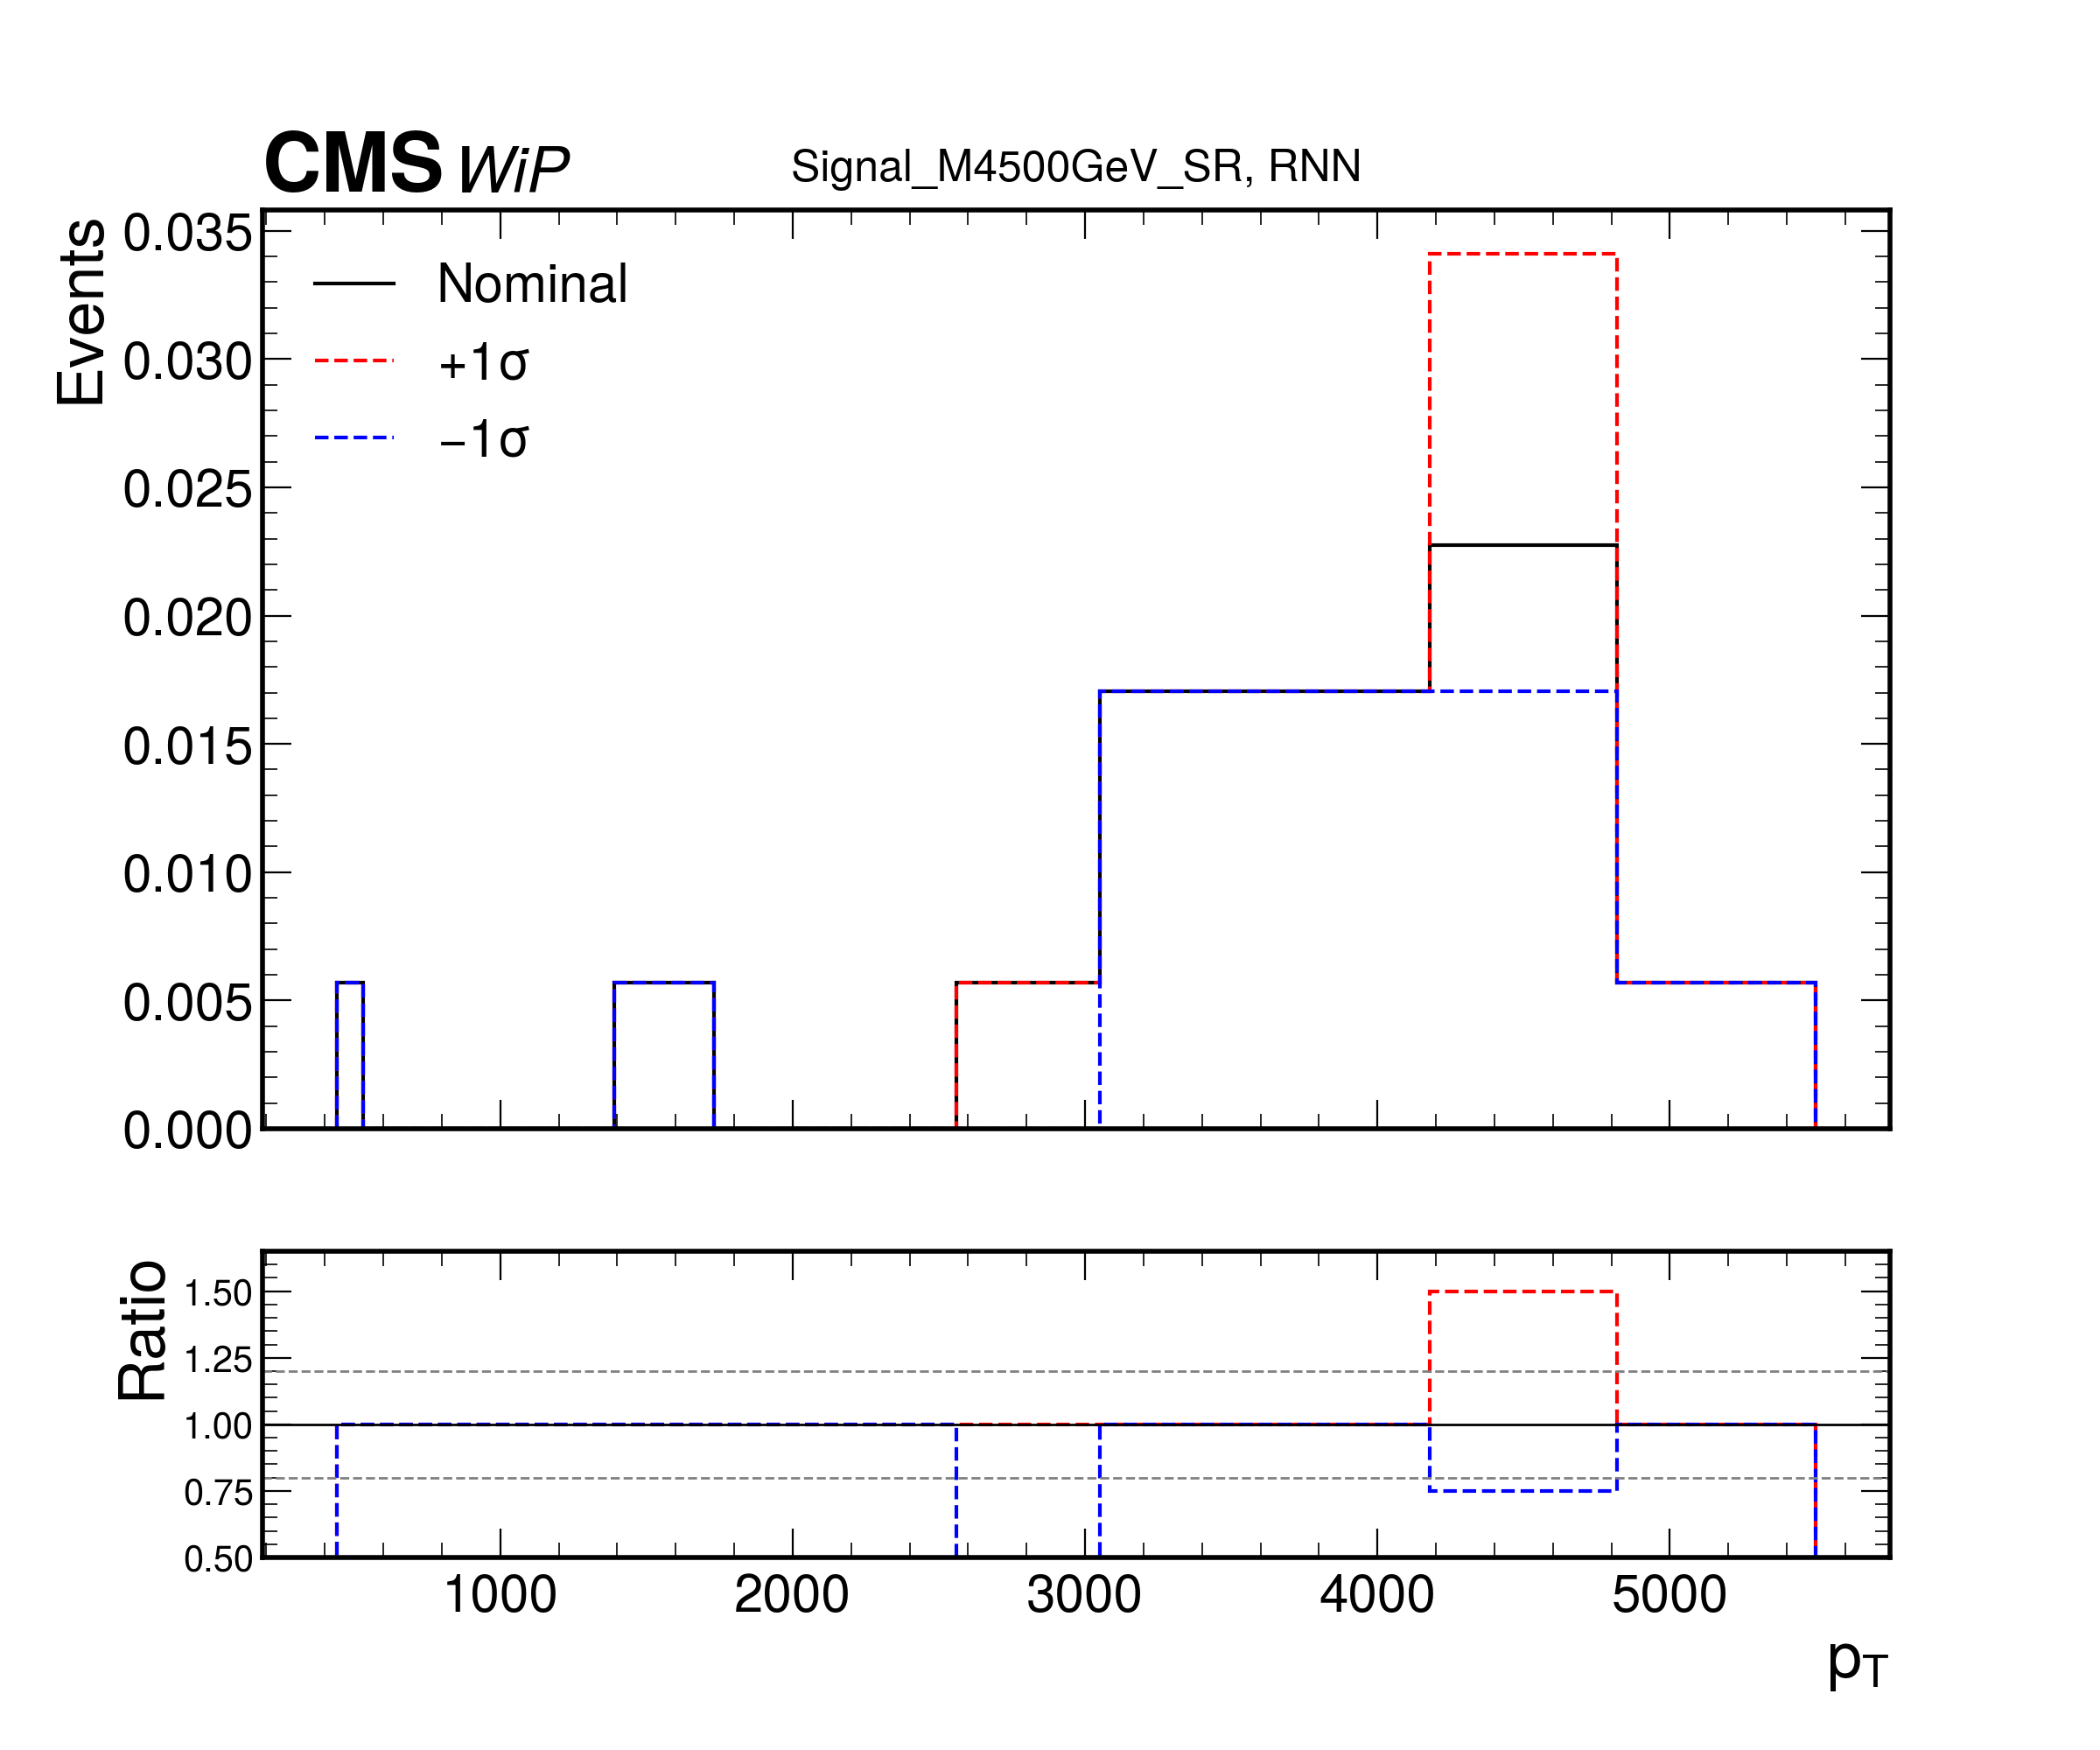 CMS WiP
Signal_M4500GeV_SR, RNN
Events
0.035
0.030
0.025
0.020
0.015
0.010
0.005
0.000
Nominal
+1σ
−1σ
Ratio
1.50
1.25
1.00
0.75
0.50
1000 2000 3000 4000 5000
pT